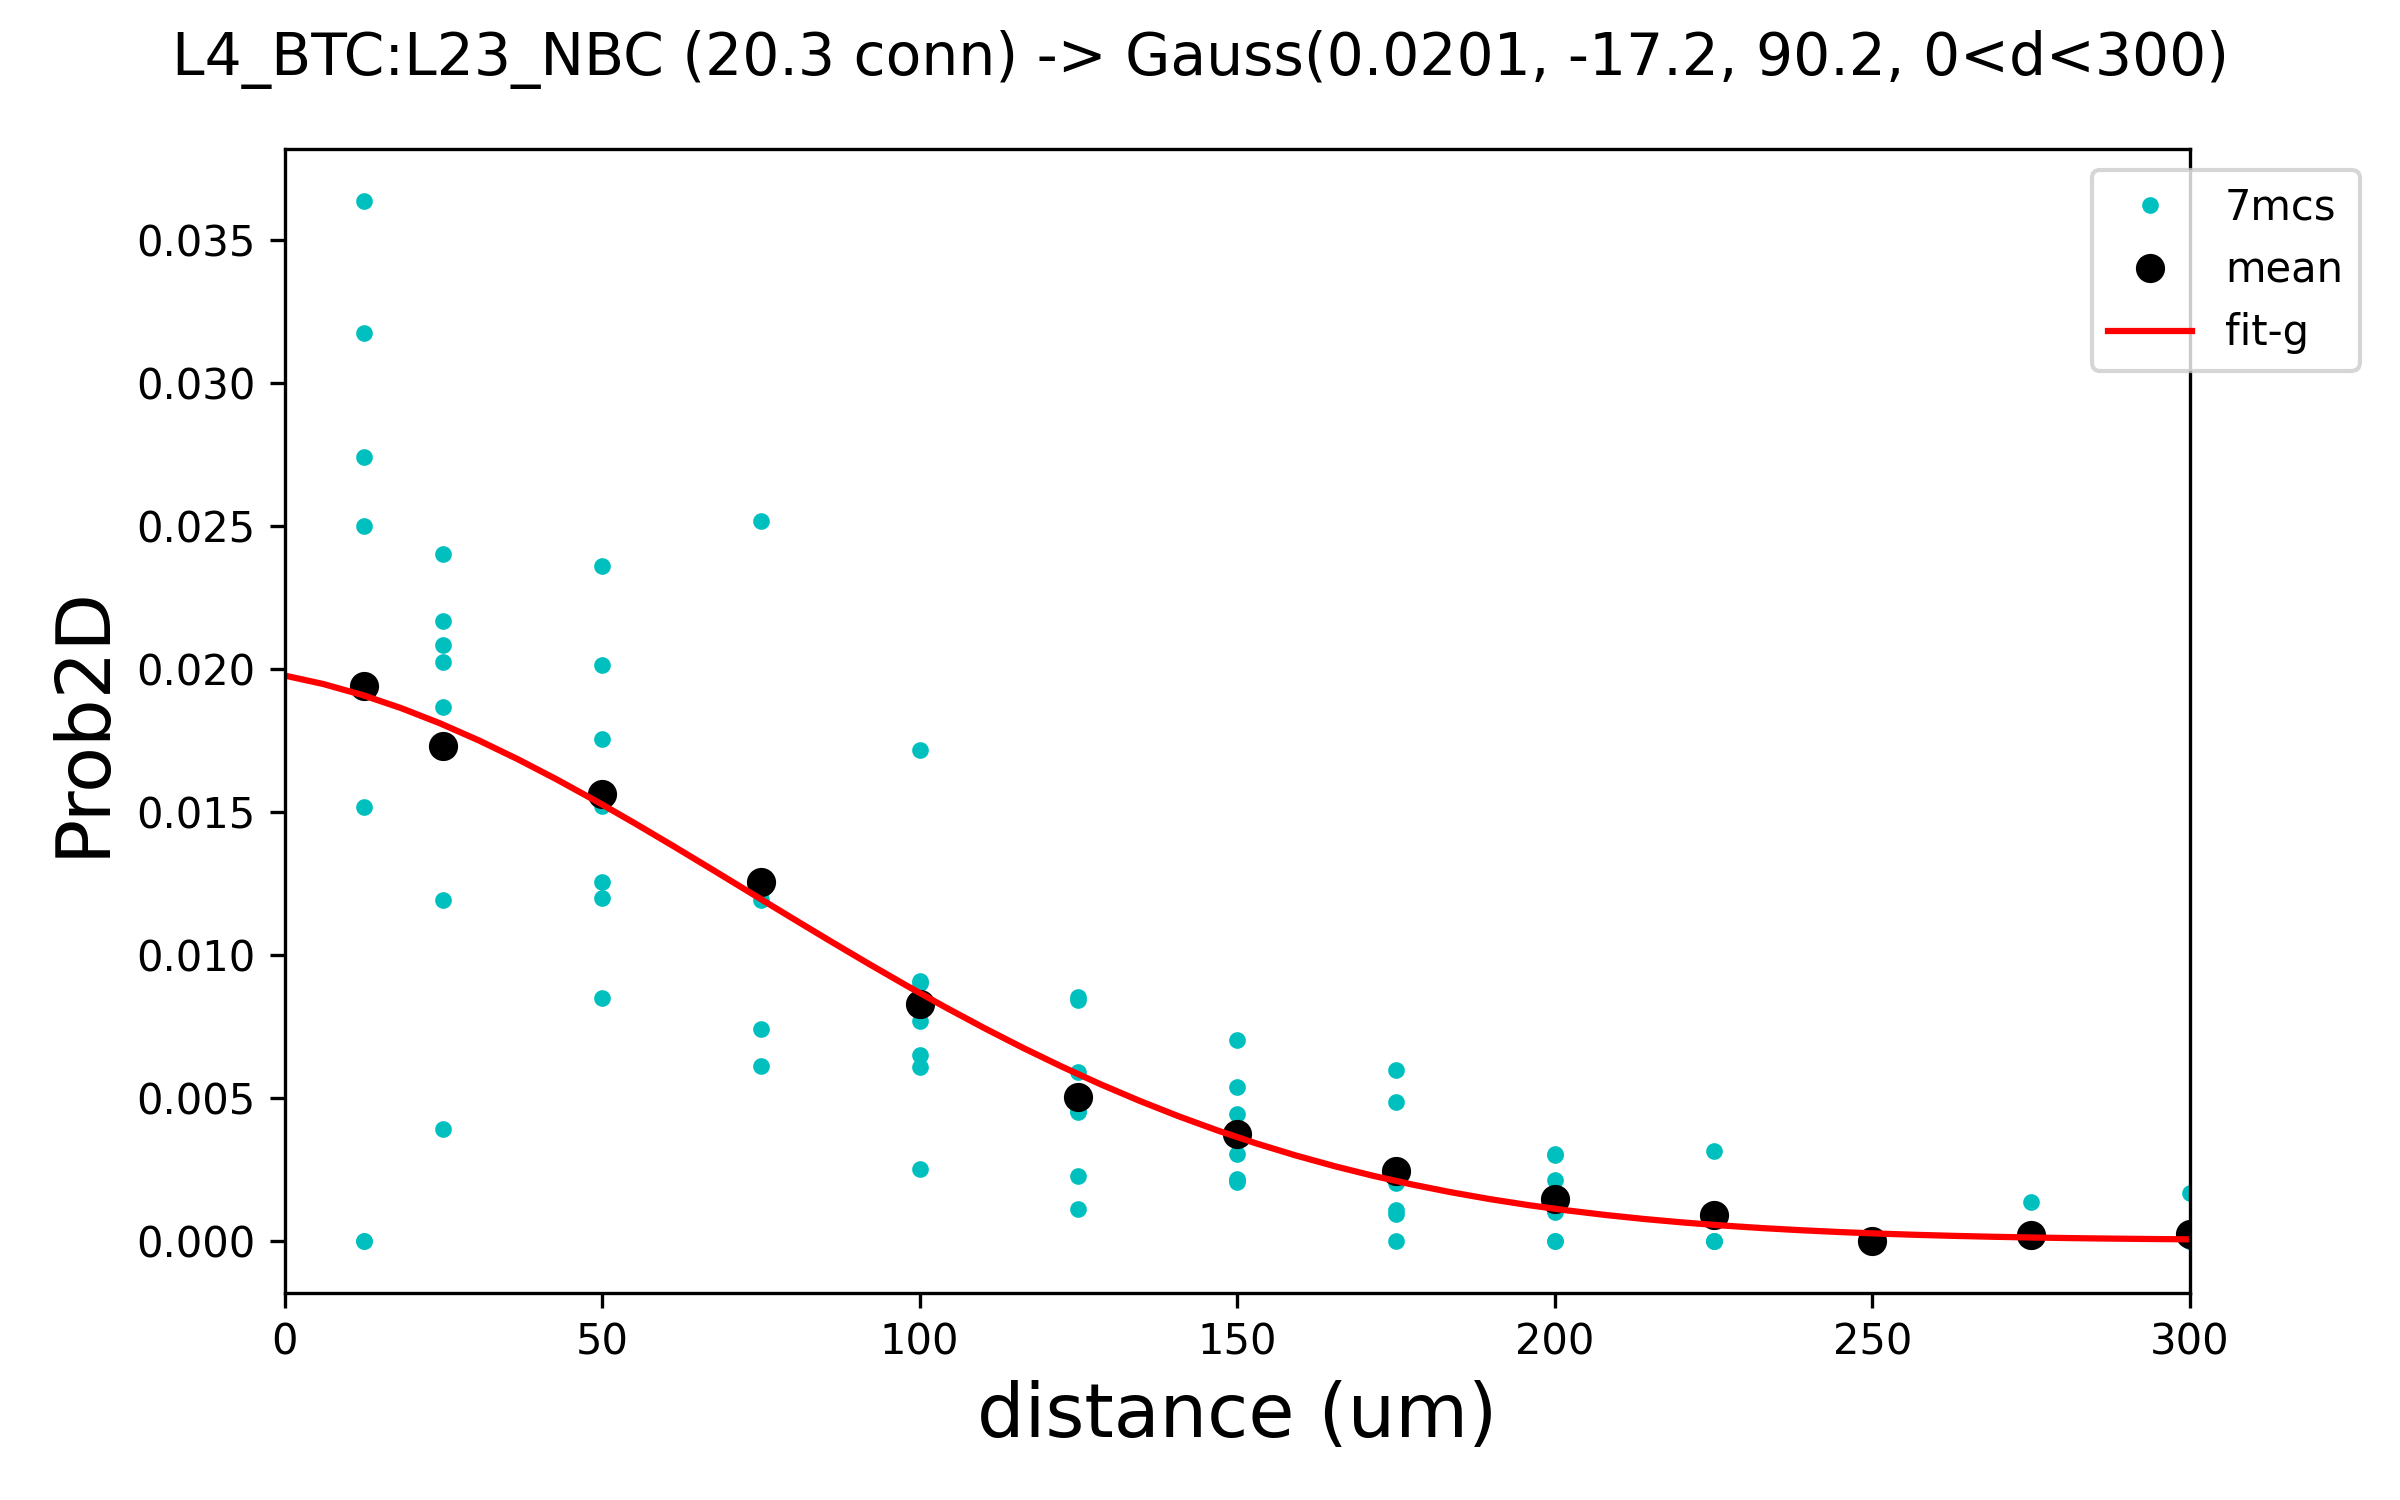 L4_BTC:L23_NBC (20.3 conn) -> Gauss(0.0201, -17.2, 90.2, 0<d<300)
7mcs
mean
fit-g
Prob2D
0.035
0.030
0.025
0.020
0.015
0.010
0.005
0.000
0 50 100 150 200 250 300
distance (um)